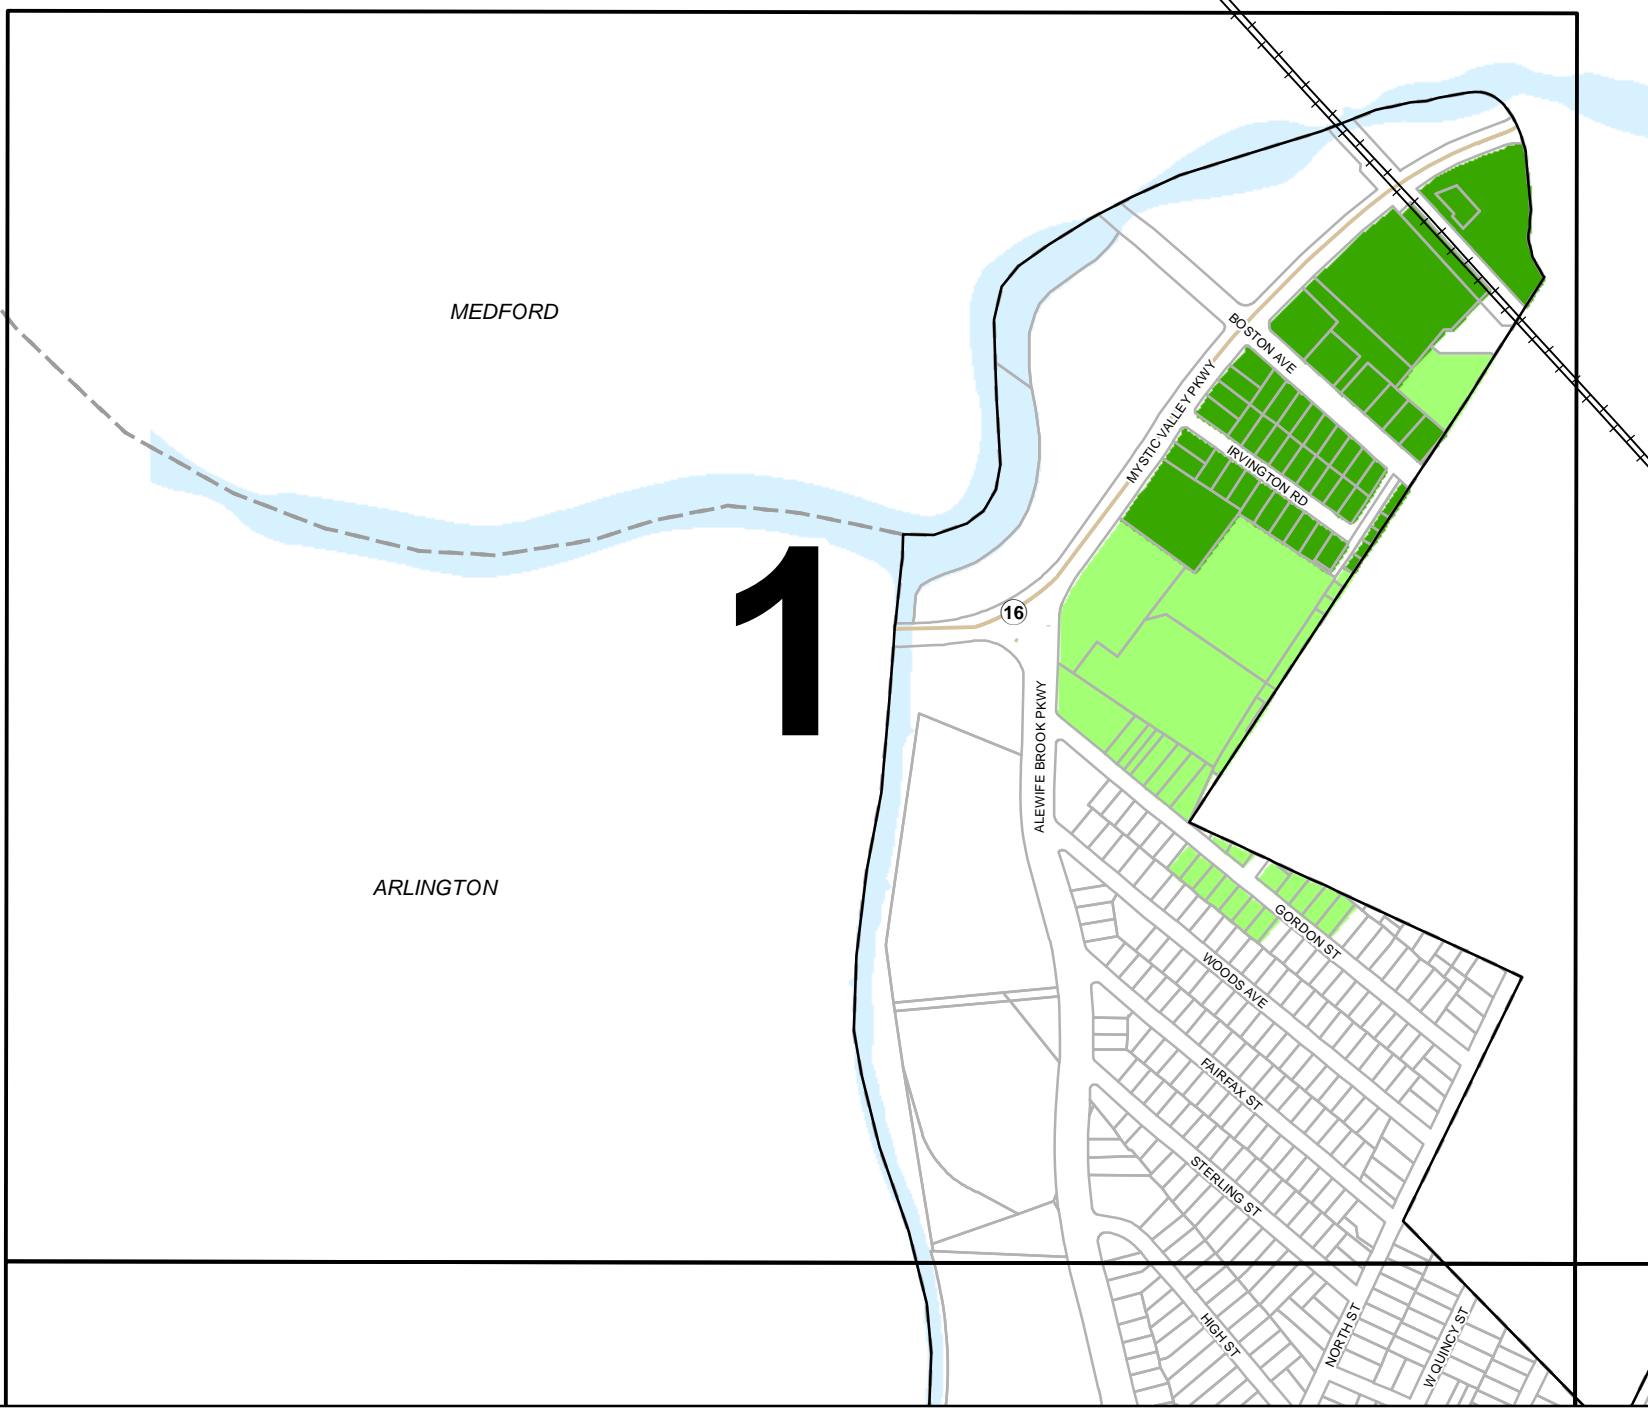 MEDFORD
BOSTON AVE
MYSTIC VALLEY PKWY
IRVINGTON RD
1
16
ALEWIFE BROOK PKWY
ARLINGTON
GORDON ST
WOODS AVE
FAIRFAX ST
STERLING ST
HIGH ST
NORTH ST
W QUINCY ST